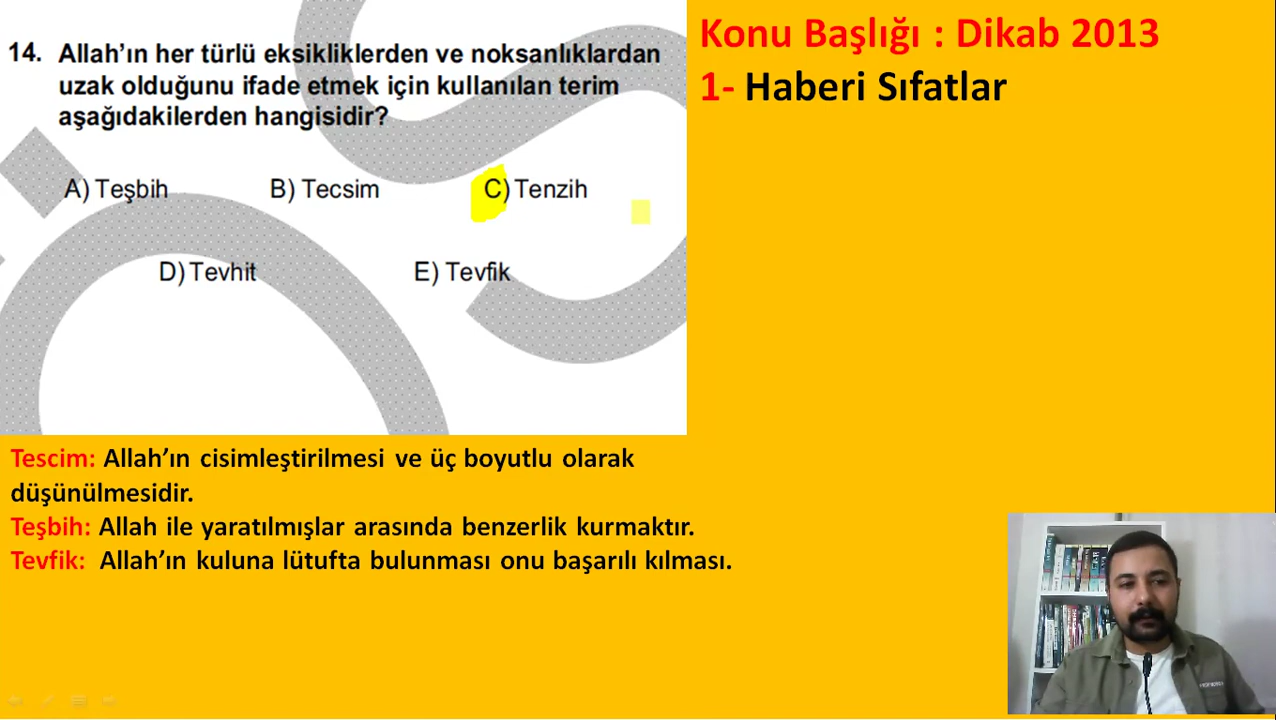 14. Allah’ın her türlü eksikliklerden ve noksanlıklardan
uzak olduğunu ifade etmek için kullanılan terim
aşağıdakilerden hangisidir?
A) Teşbih B) Tecsim C) Tenzih
D) Tevhit E) Tevfik
Konu Başlığı : Dikab 2013
1- Haberi Sıfatlar
Tescim: Allah’ın cisimleştirilmesi ve üç boyutlu olarak
düşünülmesidir.
Teşbih: Allah ile yaratılmışlar arasında benzerlik kurmaktır.
Tevfik: Allah’ın kuluna lütufta bulunması onu başarılı kılması.